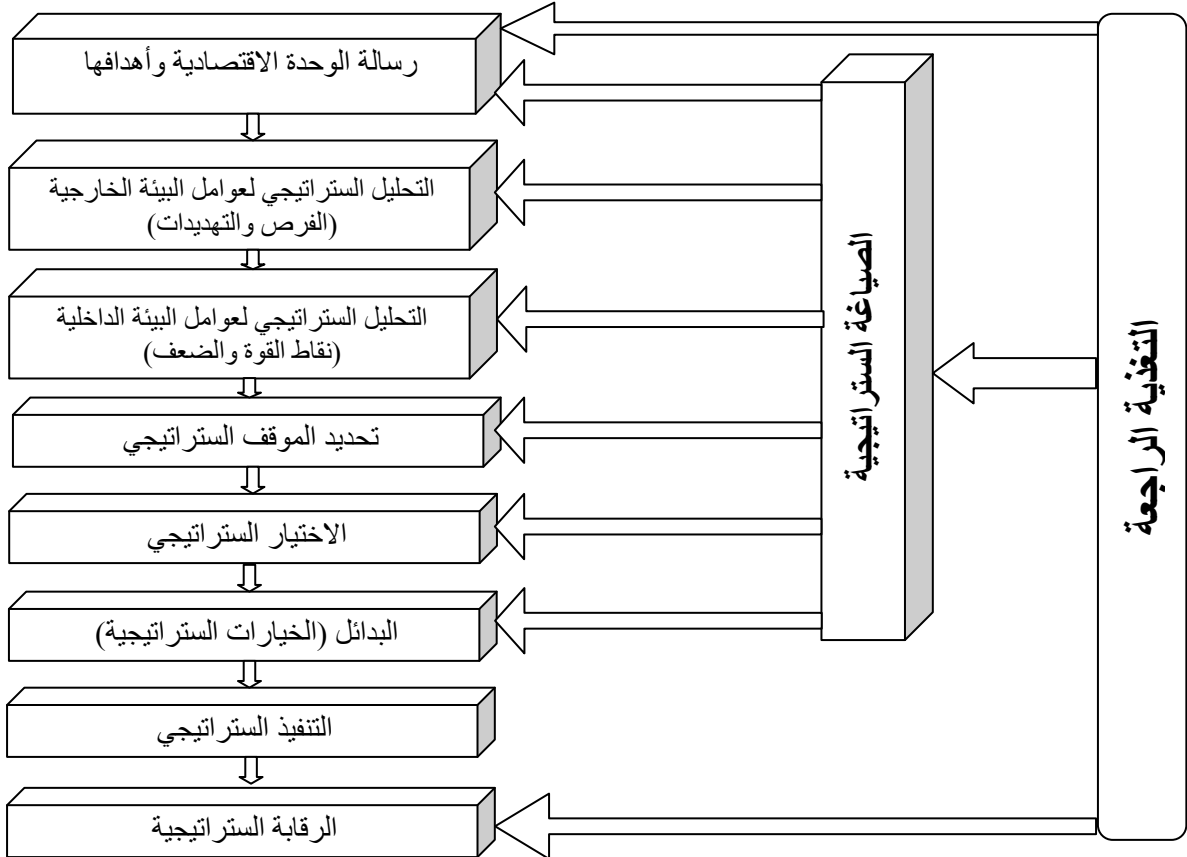 رسالة الوحدة الاقتصادية وأهدافها
التحليل الستراتيجي لعوامل البيئة الخارجية
(الفرص والتهديدات)
التحليل الستراتيجي لعوامل البيئة الداخلية
(نقاط القوة والضعف)
تحديد الموقف الستراتيجي
الاختيار الستراتيجي
البدائل (الخيارات الستراتيجية)
التنفيذ الستراتيجي
الرقابة الستراتيجية
الصياغة الستراتيجية
التغذية الراجعة